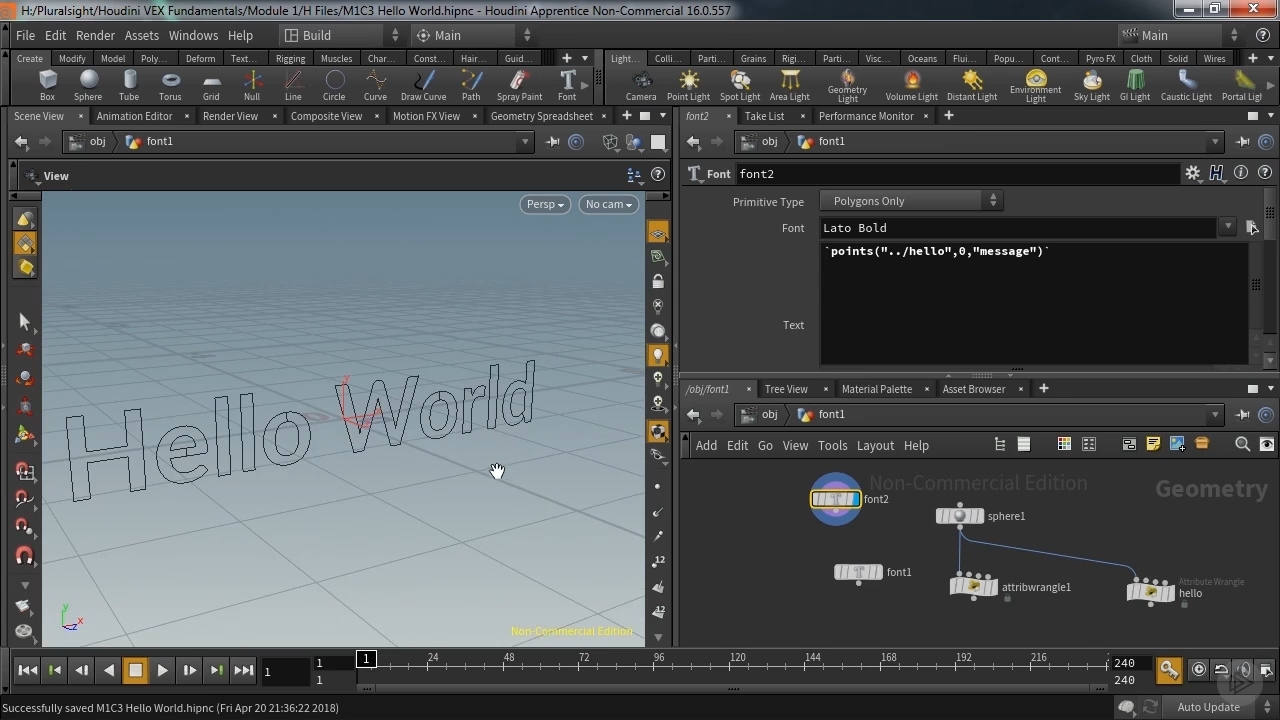 H:/Pluralsight/Houdini VEX Fundamentals/Module 1/H Files/M1C3 Hello World.hipnc - Houdini Apprentice Non-Commercial 16.0.557
File Edit Render Assets Windows Help Build Main Main
Create Modify Model Poly... Deform Text... Rigging Muscles Char... Const... Hair... Guid... Light... Colli... Parti... Grains Rigi... Parti... Visc... Oceans Flui... Popu... Cont... Pyro FX Cloth Solid Wires
Box Sphere Tube Torus Grid Null Line Circle Curve Draw Curve Path Spray Paint Font Camera Point Light Spot Light Area Light Geometry Light Volume Light Distant Light Environment Light Sky Light GI Light Caustic Light Portal Ligh
Scene View Animation Editor Render View Composite View Motion FX View Geometry Spreadsheet font2 Take List Performance Monitor
obj font1 obj font1
View Font font2
Persp No cam
Primitive Type Polygons Only
Font Lato Bold
`points("../hello",0,"message")`
Text
Hello World
y
/obj/font1 Tree View Material Palette Asset Browser
obj font1
Add Edit Go View Tools Layout Help
Non-Commercial Edition
Geometry
font2
sphere1
font1
attribwrangle1
Attribute Wrangle
hello
12
12
y
x
z
Non-Commercial Edition
1 1 1 1 24 48 72 96 120 144 168 192 216 240 240
Successfully saved M1C3 Hello World.hipnc (Fri Apr 20 21:36:22 2018)
Auto Update